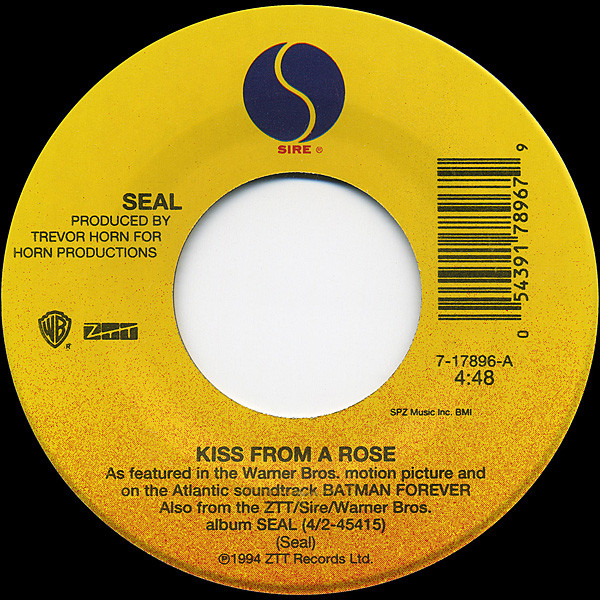 SIRE ®
SEAL
PRODUCED BY
TREVOR HORN FOR
HORN PRODUCTIONS
WB
R
ZTT
0 54391 78967 9
7-17896-A
4:48
SPZ Music Inc. BMI
KISS FROM A ROSE
As featured in the Warner Bros. motion picture and
on the Atlantic soundtrack BATMAN FOREVER
Also from the ZTT/Sire/Warner Bros.
album SEAL (4/2-45415)
(Seal)
℗1994 ZTT Records Ltd.